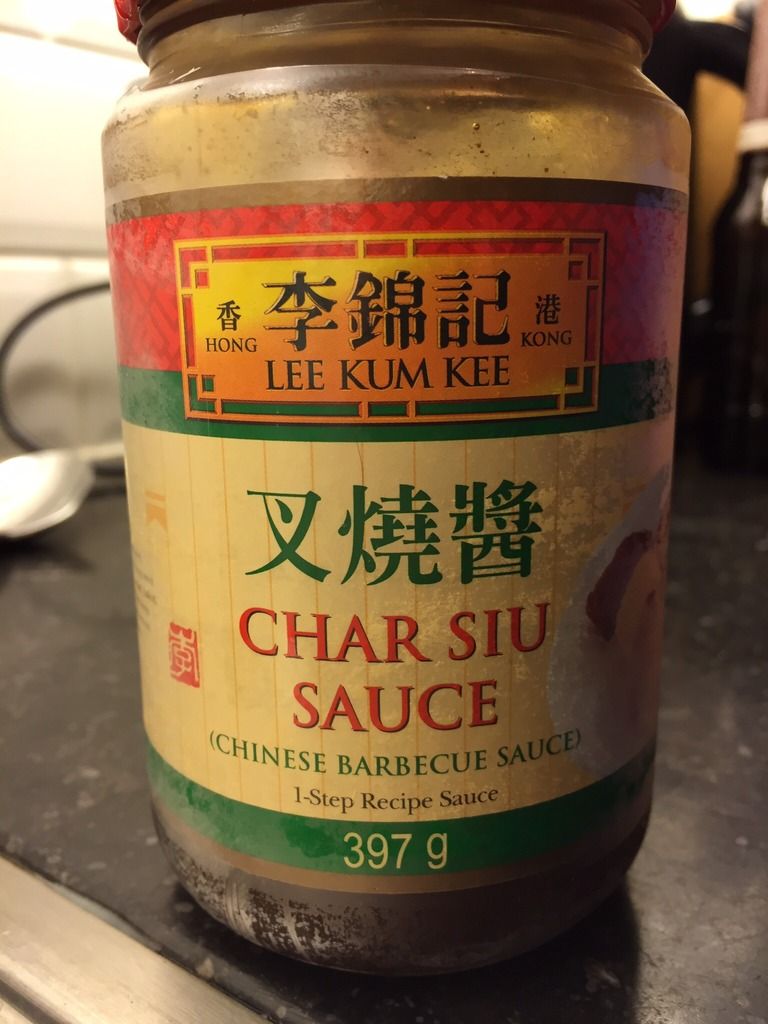 香 李錦記 港
HONG LEE KUM KEE KONG
叉燒醬
CHAR SIU
SAUCE
李
(CHINESE BARBECUE SAUCE)
1-Step Recipe Sauce
397 g